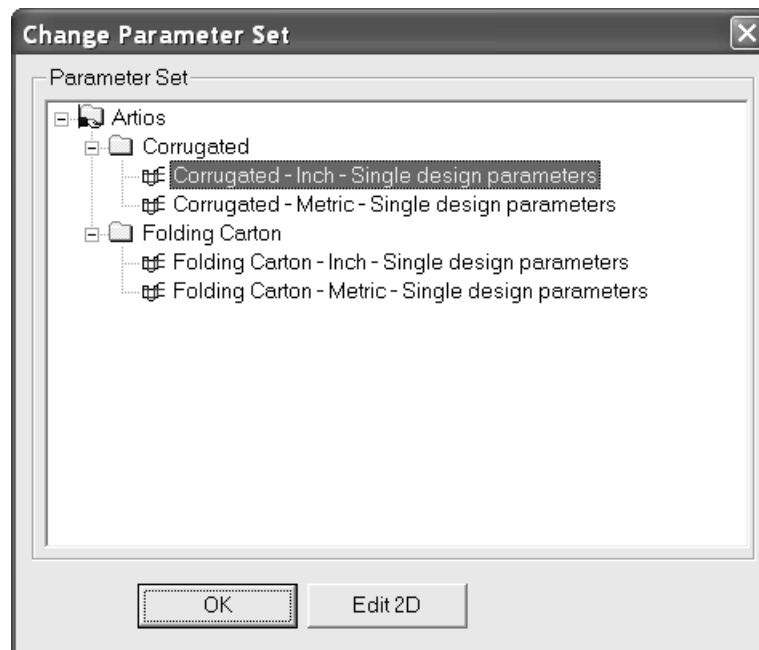 Change Parameter Set
Parameter Set
Artios
Corrugated
Corrugated - Inch - Single design parameters
Corrugated - Metric - Single design parameters
Folding Carton
Folding Carton - Inch - Single design parameters
Folding Carton - Metric - Single design parameters
OK
Edit 2D